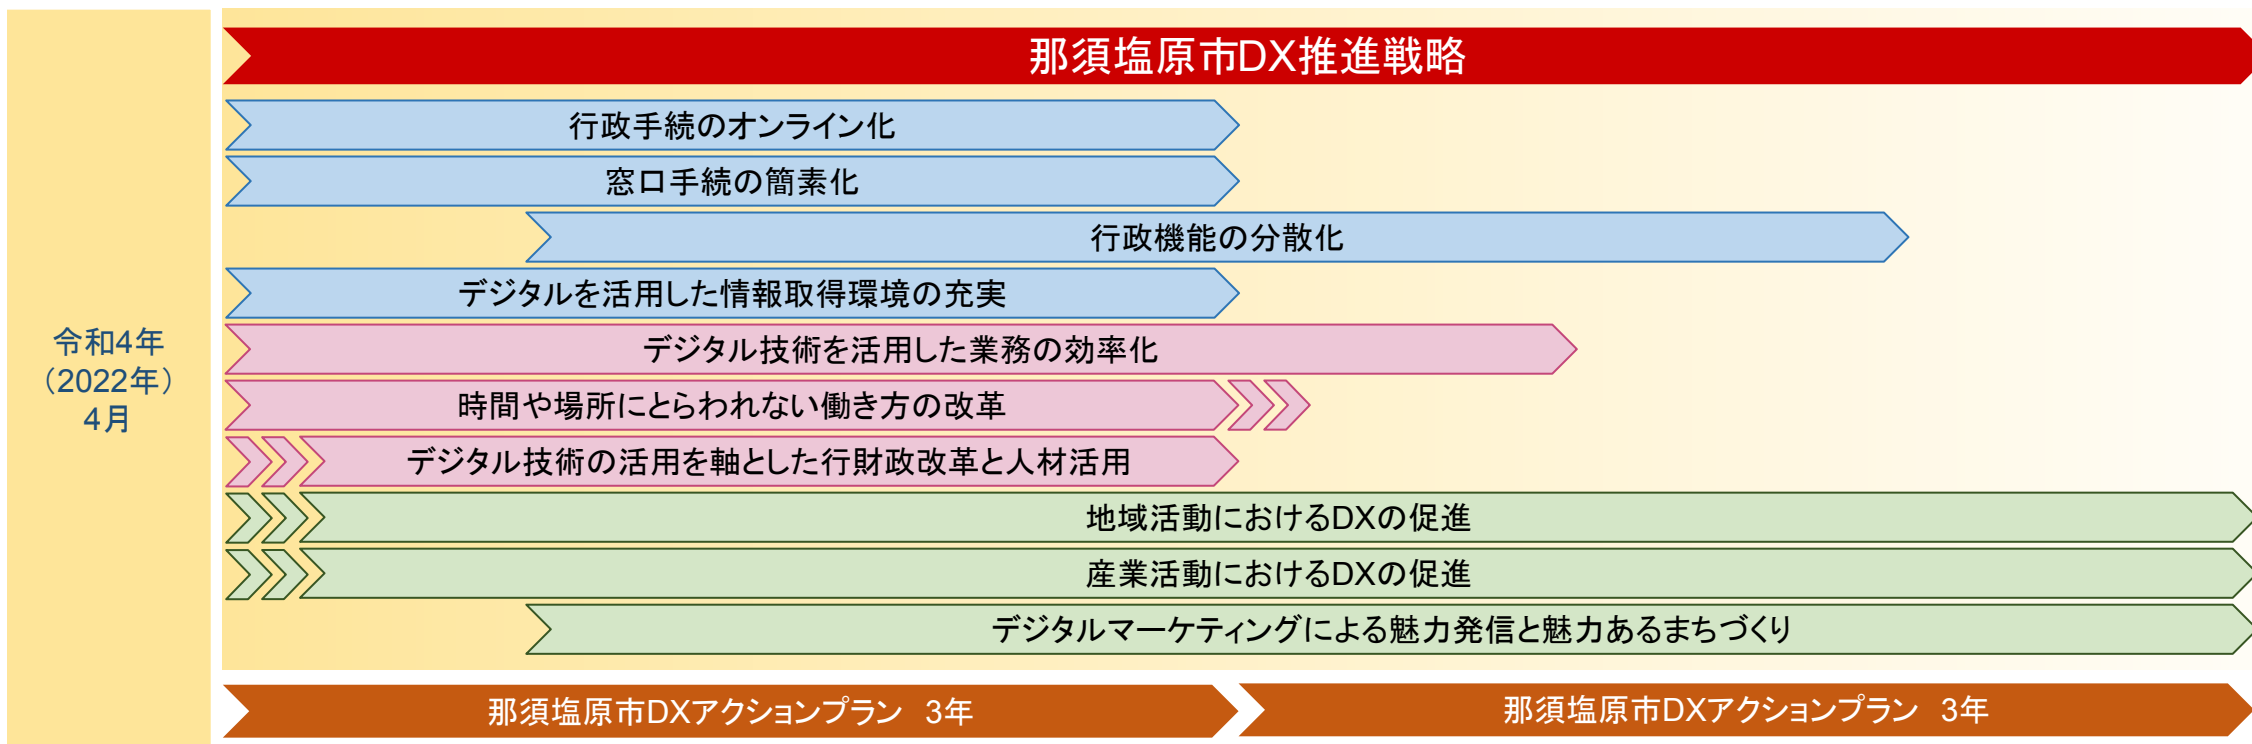 那須塩原市DX推進戦略
行政手続のオンライン化
窓口手続の簡素化
行政機能の分散化
デジタルを活用した情報取得環境の充実
令和4年
（2022年）
4月
デジタル技術を活用した業務の効率化
時間や場所にとらわれない働き方の改革
デジタル技術の活用を軸とした行財政改革と人材活用
地域活動におけるDXの促進
産業活動におけるDXの促進
デジタルマーケティングによる魅力発信と魅力あるまちづくり
那須塩原市DXアクションプラン　3年
那須塩原市DXアクションプラン　3年